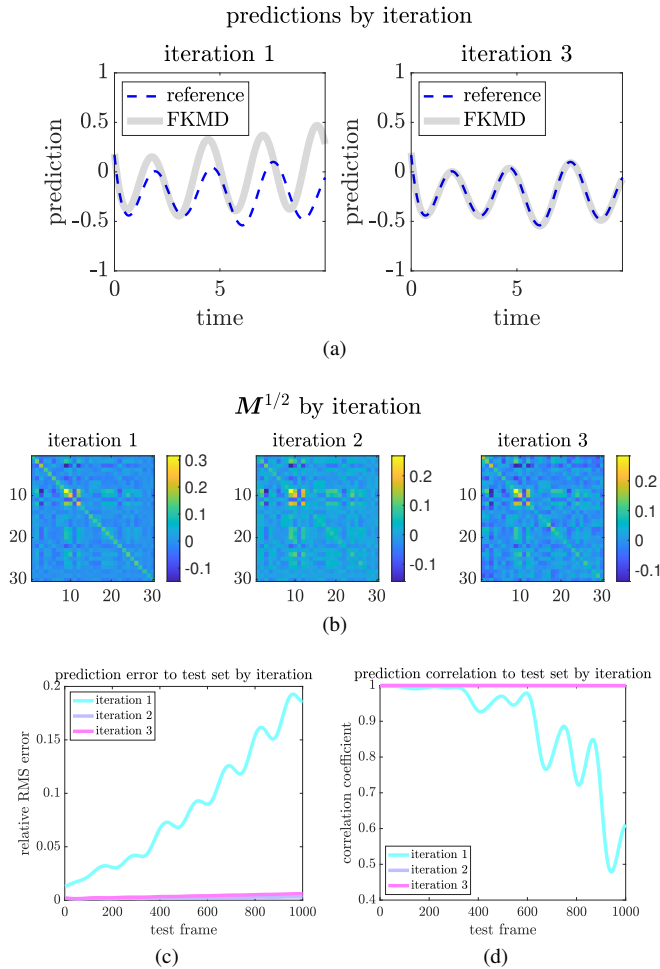 predictions by iteration
iteration 1
iteration 3
1
0.5
0
-0.5
-1
prediction
reference
FKMD
0
5
time
1
0.5
0
-0.5
-1
prediction
reference
FKMD
0
5
time
(a)
M^{1/2} by iteration
iteration 1
iteration 2
iteration 3
10
20
30
10
20
30
0.3
0.2
0.1
0
-0.1
10
20
30
10
20
30
0.2
0.1
0
-0.1
10
20
30
10
20
30
0.2
0.1
0
-0.1
(b)
prediction error to test set by iteration
0.2
0.15
0.1
0.05
0
relative RMS error
iteration 1
iteration 2
iteration 3
0
200
400
600
800
1000
test frame
(c)
prediction correlation to test set by iteration
1
0.9
0.8
0.7
0.6
0.5
0.4
correlation coefficient
iteration 1
iteration 2
iteration 3
0
200
400
600
800
1000
test frame
(d)